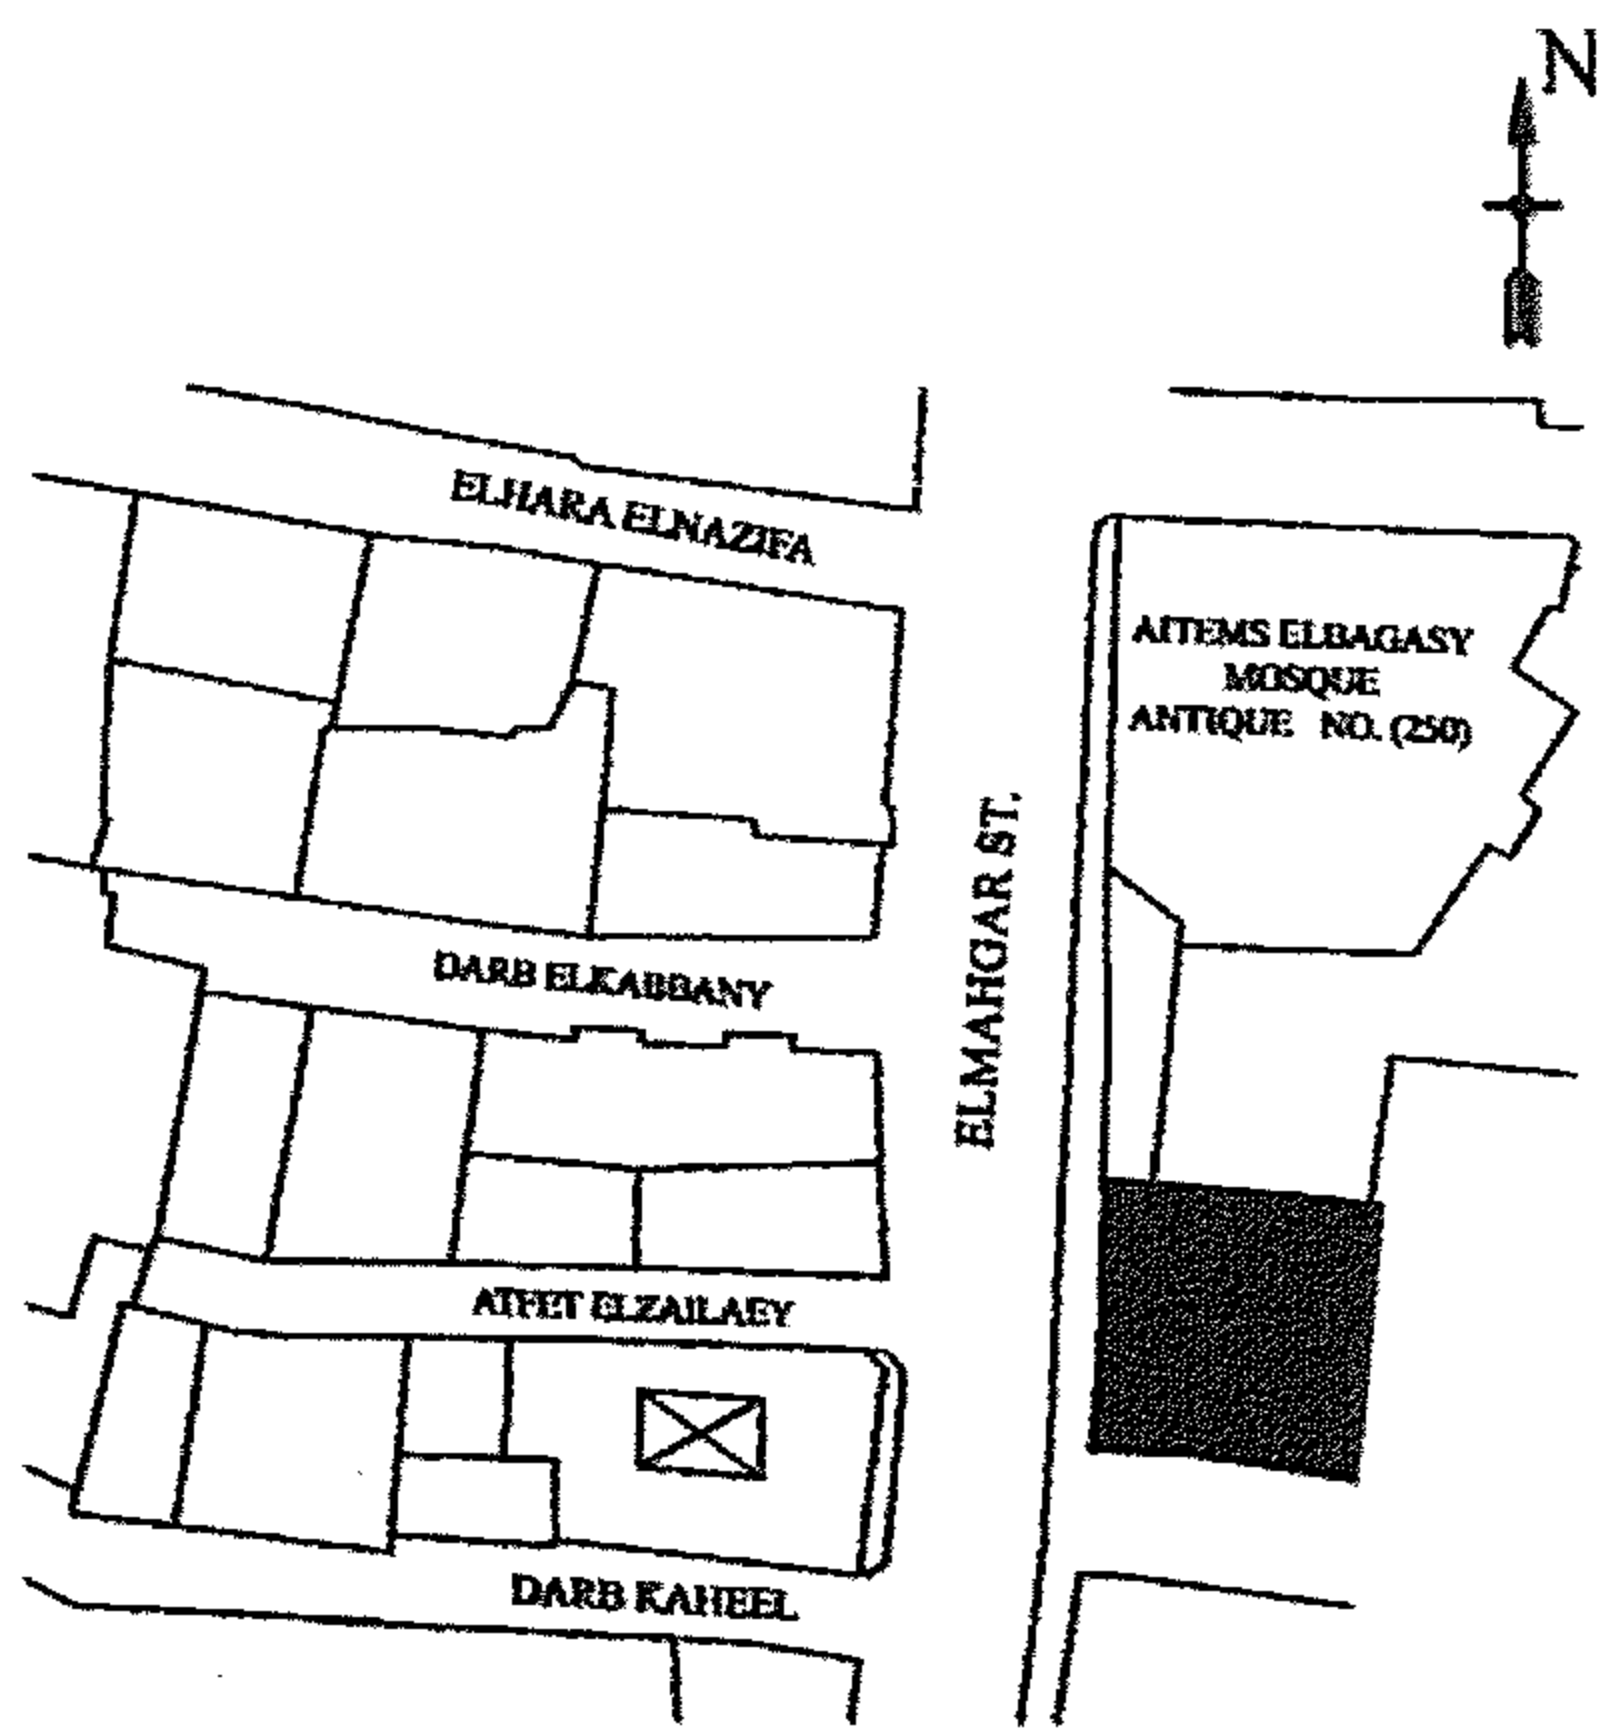 N
ELHARA ELNAZIFA
AITEMS ELBAGASY
MOSQUE
ANTIQUE NO. (250)
ELMAHGAR ST.
DARB ELKABBANY
ATFET ELZAILAEY
DARB KAHEEL